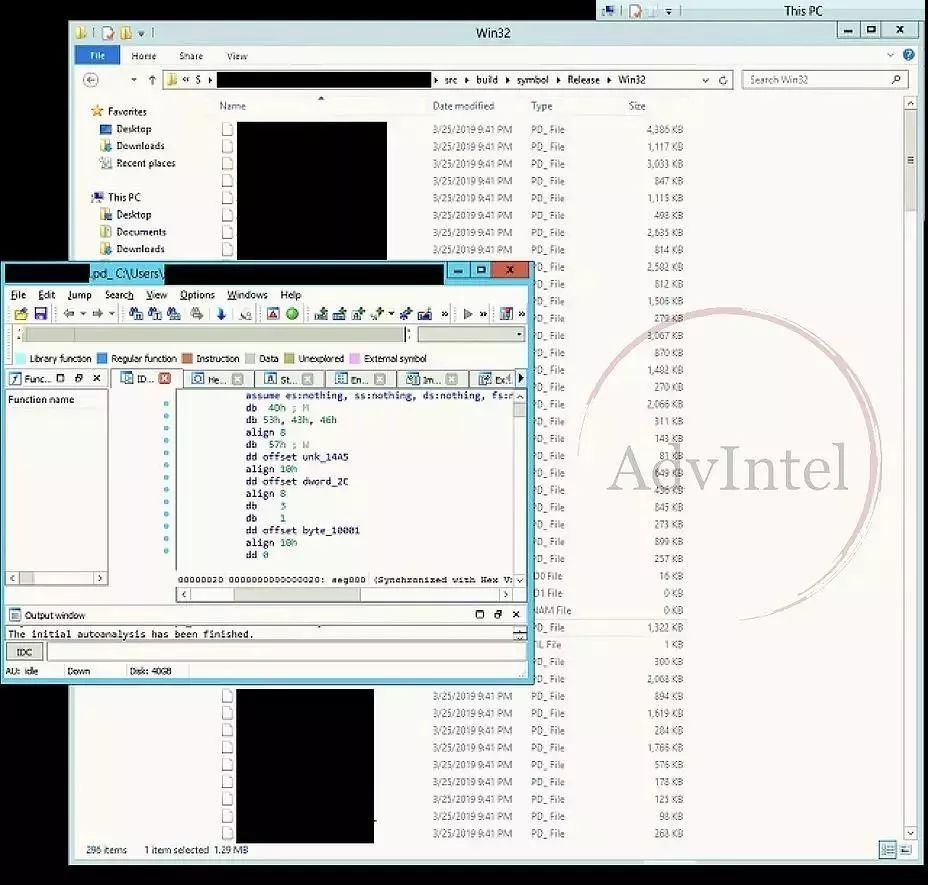 This PC
Win32
File Home Share View
« S src build symbol Release Win32 Search Win32
Name Date modified Type Size
Favorites
Desktop
Downloads
Recent places
This PC
Desktop
Documents
Downloads
3/25/2019 9:41 PM PD_ File 4,386 KB
3/25/2019 9:41 PM PD_ File 1,117 KB
3/25/2019 9:41 PM PD_ File 3,033 KB
3/25/2019 9:41 PM PD_ File 847 KB
3/25/2019 9:41 PM PD_ File 1,115 KB
3/25/2019 9:41 PM PD_ File 498 KB
3/25/2019 9:41 PM PD_ File 2,635 KB
3/25/2019 9:41 PM PD_ File 814 KB
PD_ File 2,582 KB
PD_ File 812 KB
PD_ File 1,506 KB
PD_ File 279 KB
PD_ File 3,067 KB
PD_ File 870 KB
PD_ File 1,482 KB
PD_ File 270 KB
PD_ File 2,066 KB
PD_ File 311 KB
PD_ File 143 KB
PD_ File 81 KB
PD_ File 649 KB
PD_ File 436 KB
PD_ File 845 KB
PD_ File 273 KB
PD_ File 899 KB
PD_ File 257 KB
D0 File 16 KB
D1 File 0 KB
NAM File 0 KB
PD_ File 1,322 KB
IL File 1 KB
PD_ File 300 KB
PD_ File 2,068 KB
3/25/2019 9:41 PM PD_ File 894 KB
3/25/2019 9:41 PM PD_ File 1,619 KB
3/25/2019 9:41 PM PD_ File 284 KB
3/25/2019 9:41 PM PD_ File 1,766 KB
3/25/2019 9:41 PM PD_ File 576 KB
3/25/2019 9:41 PM PD_ File 178 KB
3/25/2019 9:41 PM PD_ File 125 KB
3/25/2019 9:41 PM PD_ File 98 KB
3/25/2019 9:41 PM PD_ File 268 KB
296 items 1 item selected 1.29 MB
.pd_ C:\Users\
File Edit Jump Search View Options Windows Help
Library function Regular function Instruction Data Unexplored External symbol
Func... ID... He... St... En... Im... Ex
Function name
assume es:nothing, ss:nothing, ds:nothing, fs:n
db 4Dh ; M
db 53h, 43h, 46h
align 8
db 57h ; W
dd offset unk_14A5
align 10h
dd offset dword_2C
align 8
db 3
db 1
dd offset byte_10001
align 10h
dd 0
00000020 0000000000000020: seg000 (Synchronized with Hex V
Output window
The initial autoanalysis has been finished.
IDC
AU: idle Down Disk: 40GB
AdvIntel